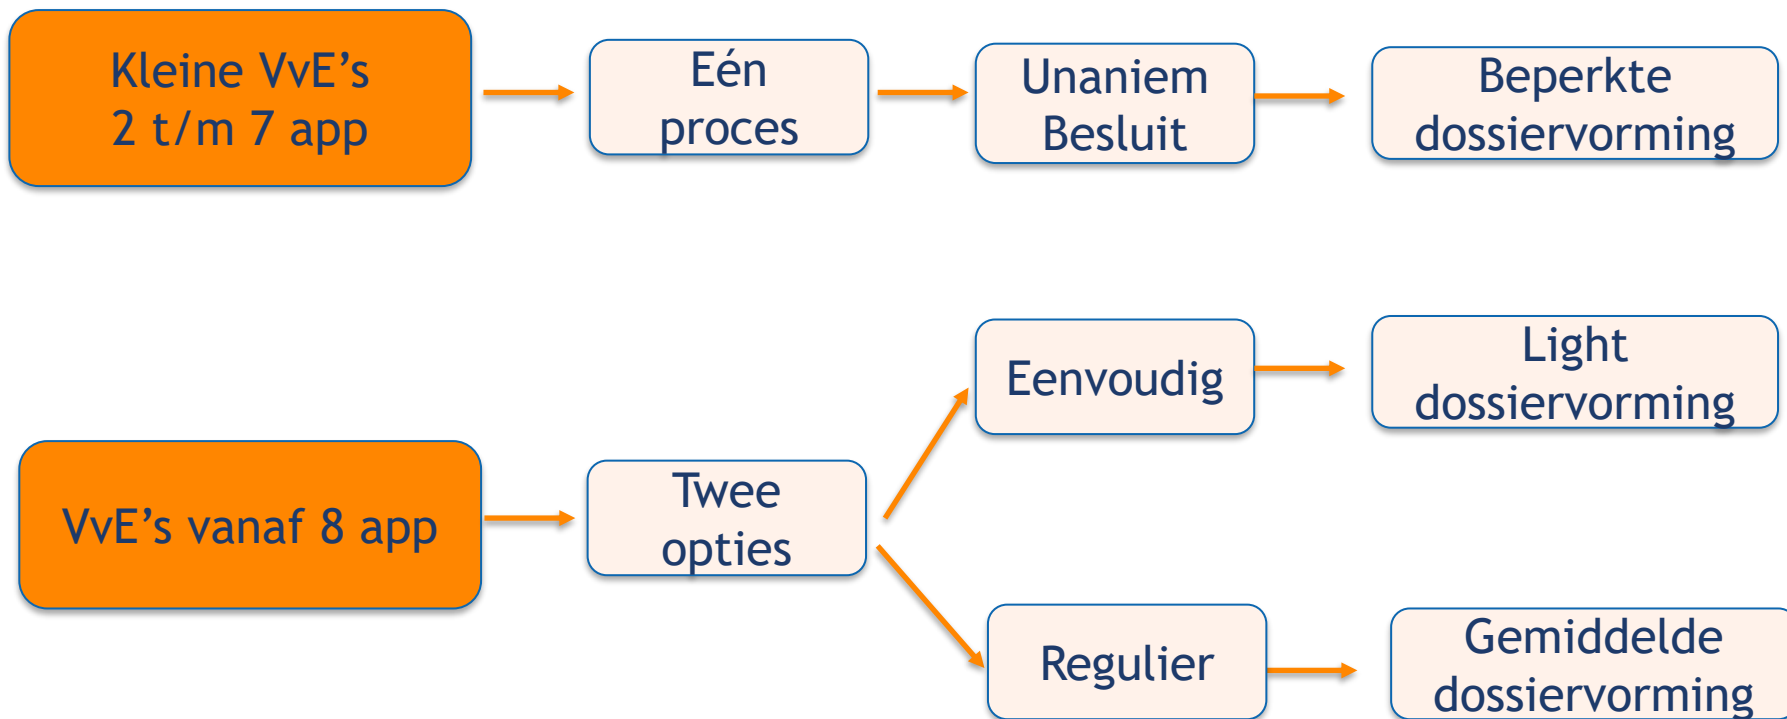 Kleine VvE’s
2 t/m 7 app
Eén
proces
Unaniem
Besluit
Beperkte
dossiervorming
VvE’s vanaf 8 app
Twee
opties
Eenvoudig
Light
dossiervorming
Regulier
Gemiddelde
dossiervorming